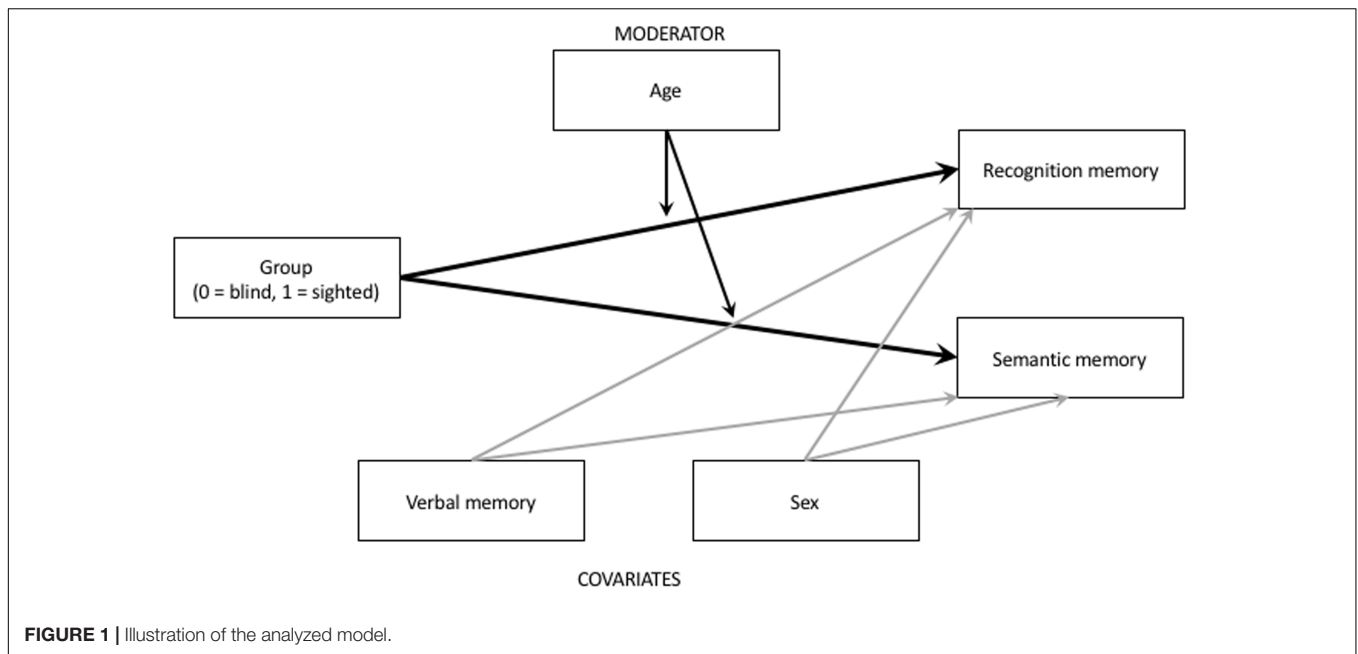 MODERATOR
Age
Recognition memory
Group
(0 = blind, 1 = sighted)
Semantic memory
Verbal memory
Sex
COVARIATES
FIGURE 1 | Illustration of the analyzed model.